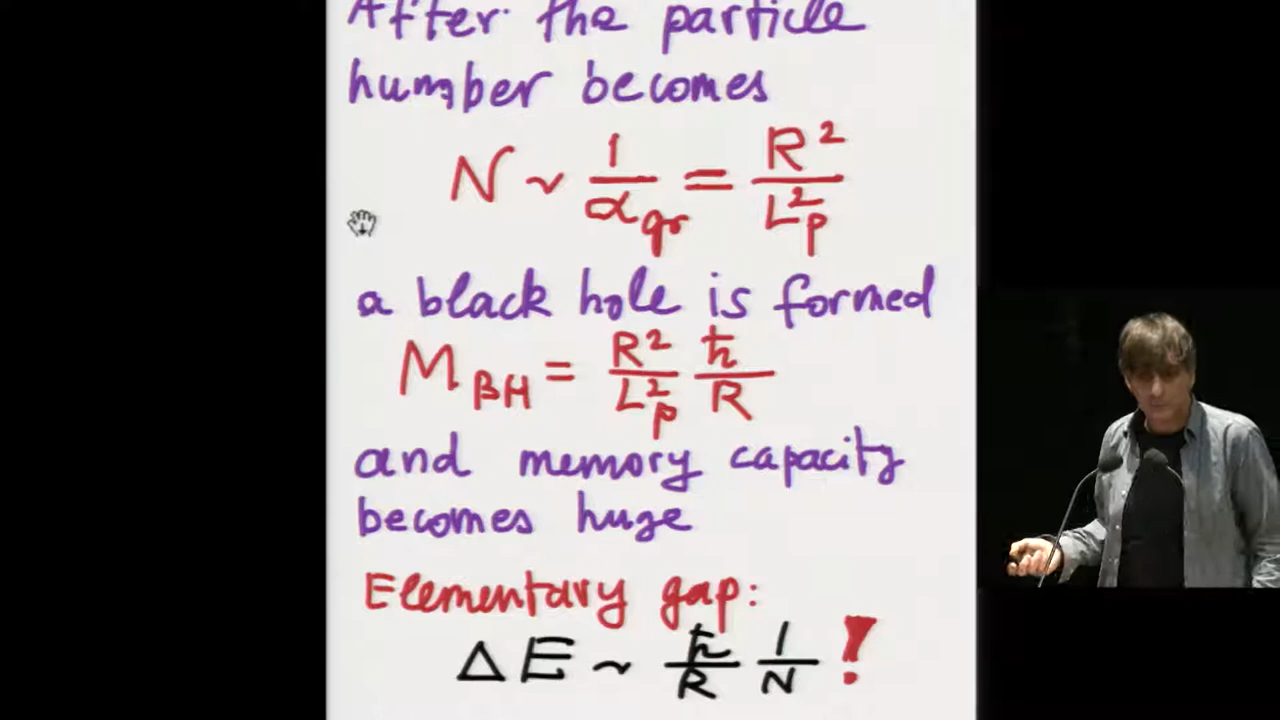 After the particle
number becomes
N ~ 1/α_gr = R²/L_p²
a black hole is formed
M_BH = R²/L_p² ħ/R
and memory capacity
becomes huge
Elementary gap:
ΔE ~ ħ/R 1/N !